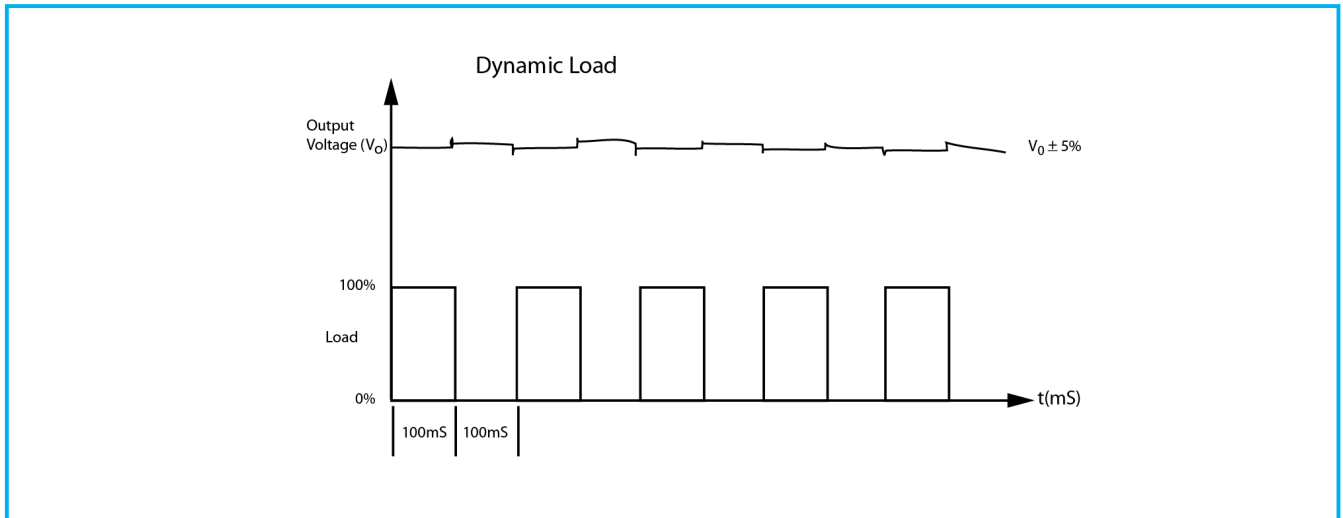 Dynamic Load
Output
Voltage (VO)
V0 ± 5%
100%
Load
0%
t(mS)
100mS
100mS